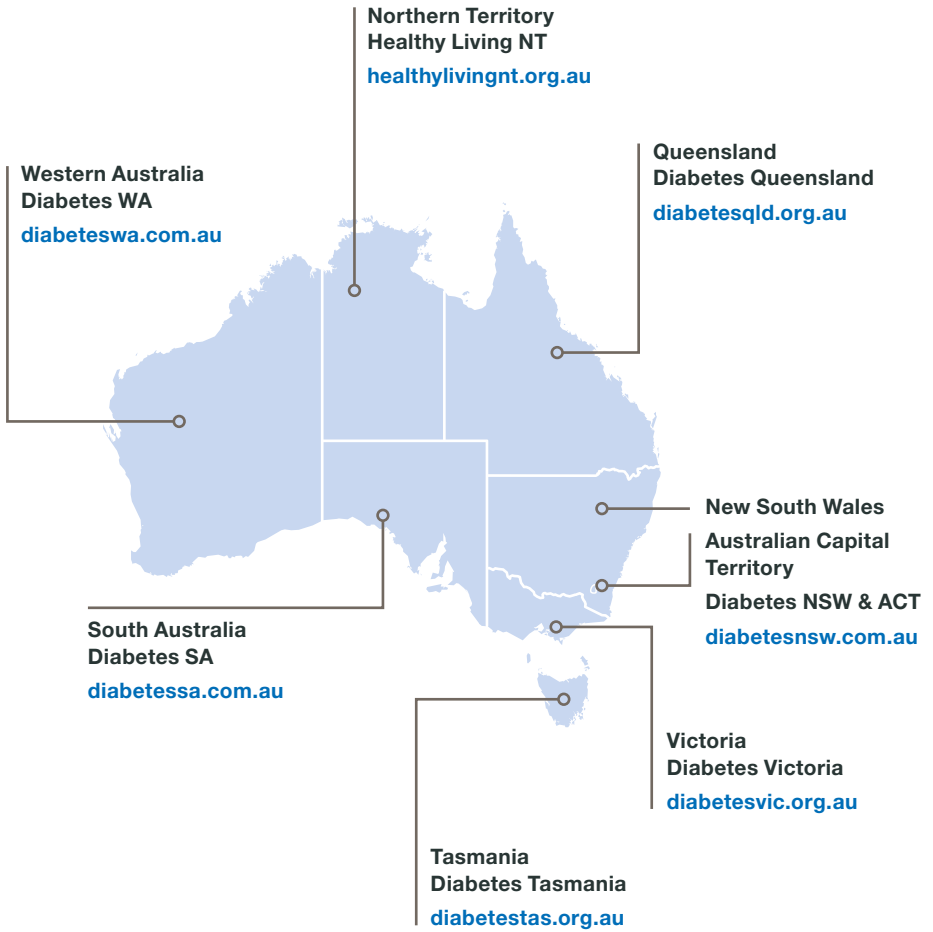 Northern Territory
Healthy Living NT
healthylivingnt.org.au
Queensland
Diabetes Queensland
diabetesqld.org.au
Western Australia
Diabetes WA
diabeteswa.com.au
New South Wales
Australian Capital
Territory
Diabetes NSW & ACT
diabetesnsw.com.au
South Australia
Diabetes SA
diabetessa.com.au
Victoria
Diabetes Victoria
diabetesvic.org.au
Tasmania
Diabetes Tasmania
diabetestas.org.au